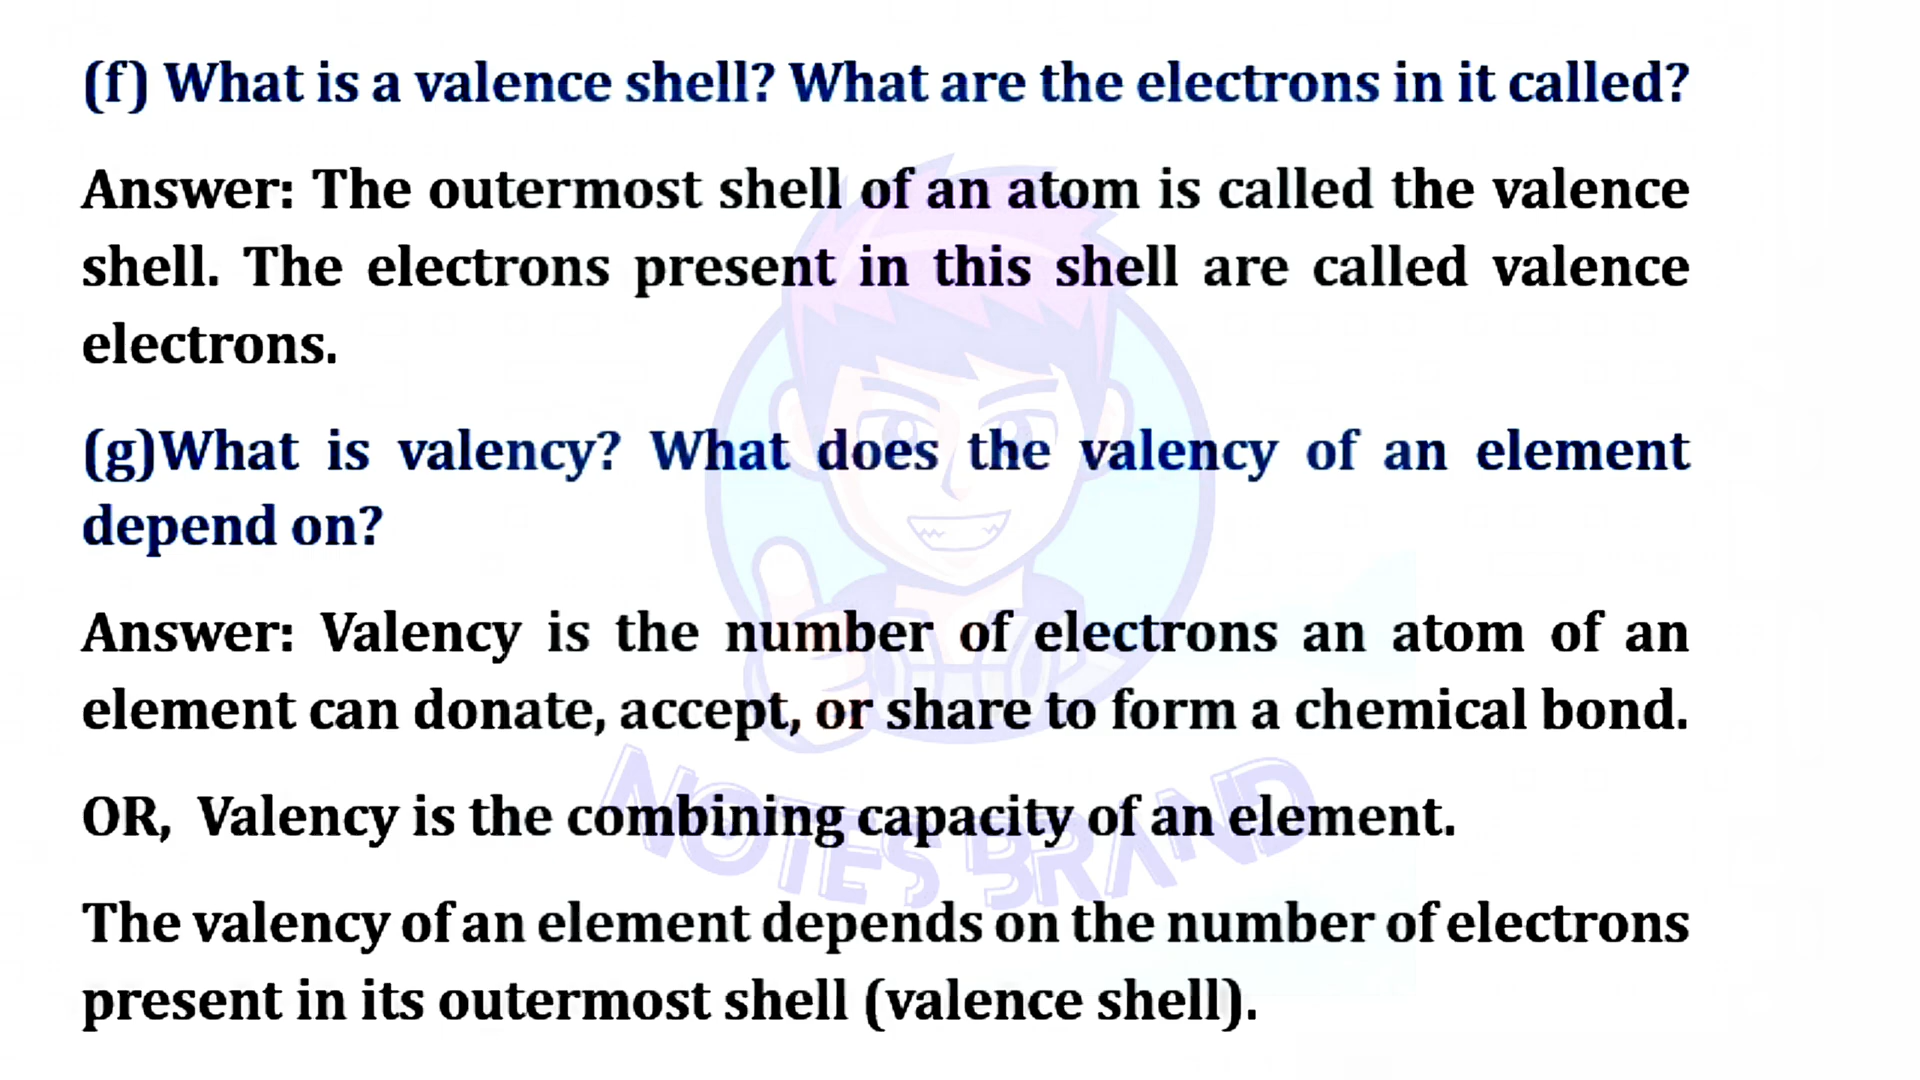 (f) What is a valence shell? What are the electrons in it called?
Answer: The outermost shell of an atom is called the valence
shell. The electrons present in this shell are called valence
electrons.
(g)What is valency? What does the valency of an element
depend on?
Answer: Valency is the number of electrons an atom of an
element can donate, accept, or share to form a chemical bond.
OR, Valency is the combining capacity of an element.
NOTES BRAND
The valency of an element depends on the number of electrons
present in its outermost shell (valence shell).